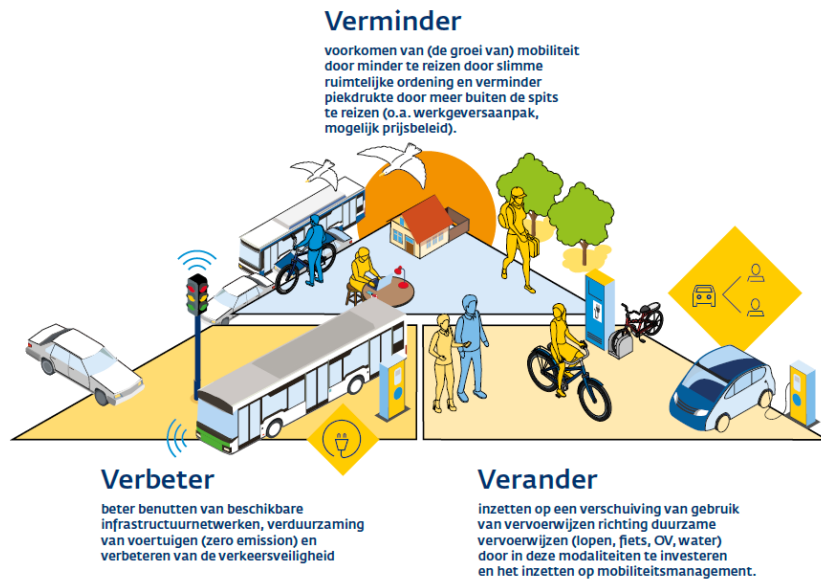 Verminder
voorkomen van (de groei van) mobiliteit
door minder te reizen door slimme
ruimtelijke ordening en verminder
piekdrukte door meer buiten de spits
te reizen (o.a. werkgeversaanpak,
mogelijk prijsbeleid).
Verbeter
beter benutten van beschikbare
infrastructuurnetwerken, verduurzaming
van voertuigen (zero emission) en
verbeteren van de verkeersveiligheid
Verander
inzetten op een verschuiving van gebruik
van vervoerwijzen richting duurzame
vervoerwijzen (lopen, fiets, OV, water)
door in deze modaliteiten te investeren
en het inzetten op mobiliteitsmanagement.